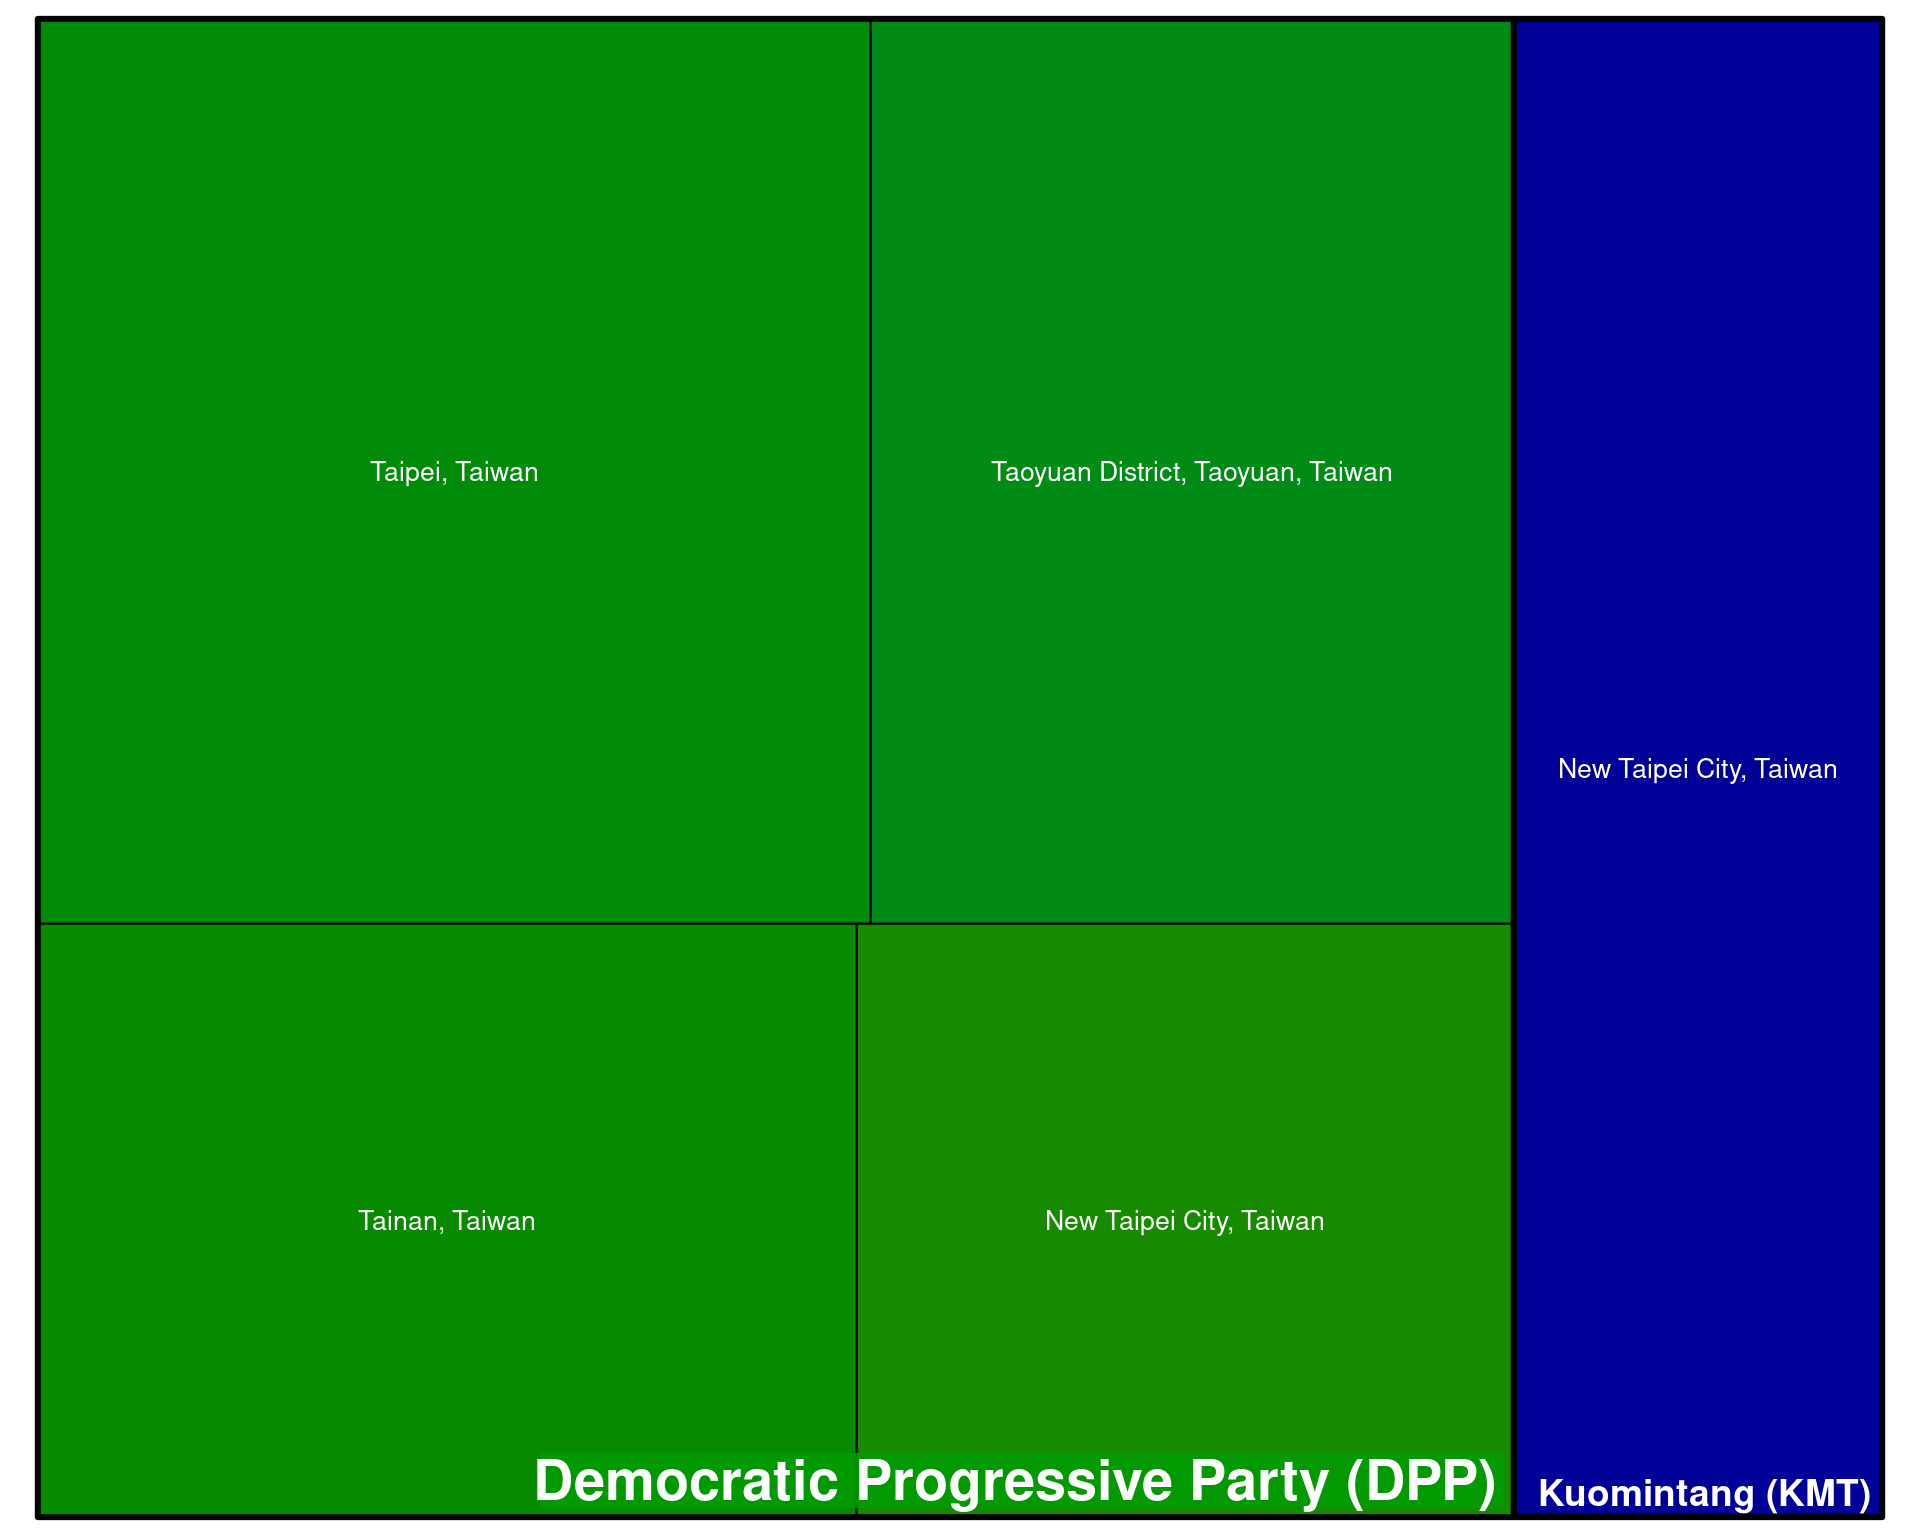 Taipei, Taiwan
Taoyuan District, Taoyuan, Taiwan
New Taipei City, Taiwan
Tainan, Taiwan
New Taipei City, Taiwan
Democratic Progressive Party (DPP)
Kuomintang (KMT)